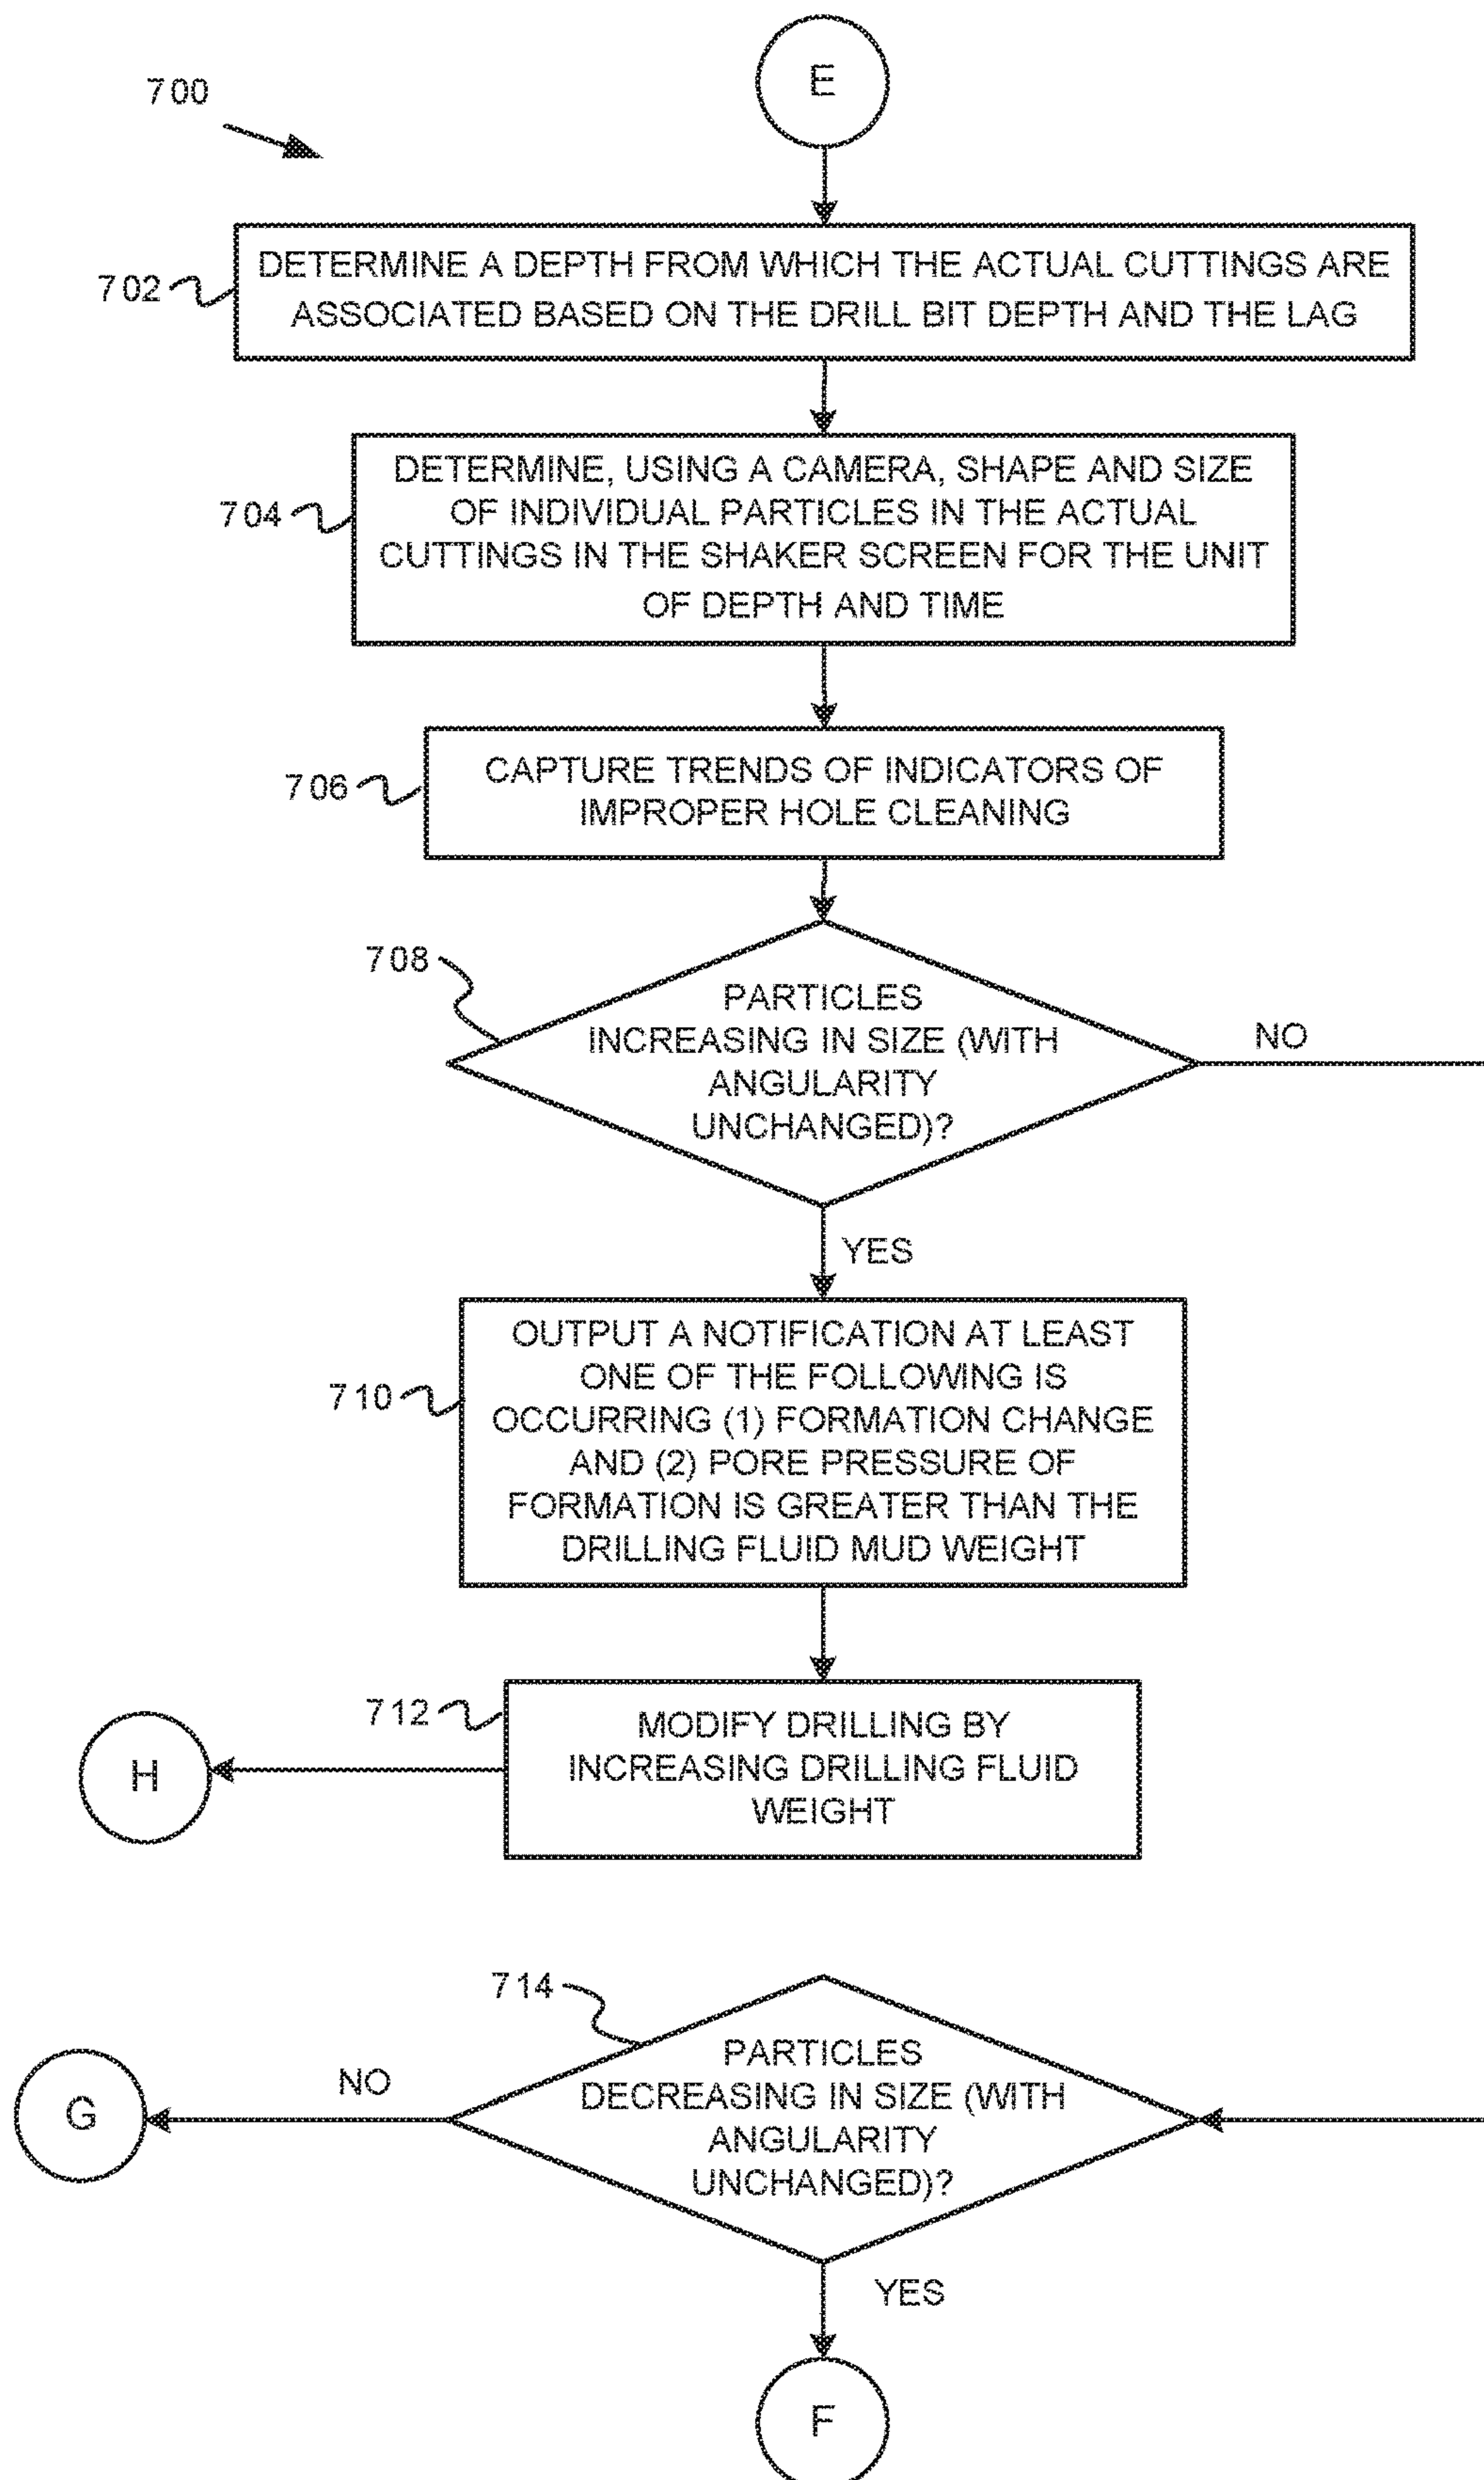 E
700
702
DETERMINE A DEPTH FROM WHICH THE ACTUAL CUTTINGS ARE
ASSOCIATED BASED ON THE DRILL BIT DEPTH AND THE LAG
704
DETERMINE, USING A CAMERA, SHAPE AND SIZE
OF INDIVIDUAL PARTICLES IN THE ACTUAL
CUTTINGS IN THE SHAKER SCREEN FOR THE UNIT
OF DEPTH AND TIME
706
CAPTURE TRENDS OF INDICATORS OF
IMPROPER HOLE CLEANING
708
PARTICLES
INCREASING IN SIZE (WITH
ANGULARITY
UNCHANGED)?
NO
YES
710
OUTPUT A NOTIFICATION AT LEAST
ONE OF THE FOLLOWING IS
OCCURRING (1) FORMATION CHANGE
AND (2) PORE PRESSURE OF
FORMATION IS GREATER THAN THE
DRILLING FLUID MUD WEIGHT
712
MODIFY DRILLING BY
INCREASING DRILLING FLUID
WEIGHT
H
714
PARTICLES
DECREASING IN SIZE (WITH
ANGULARITY
UNCHANGED)?
NO
G
YES
F